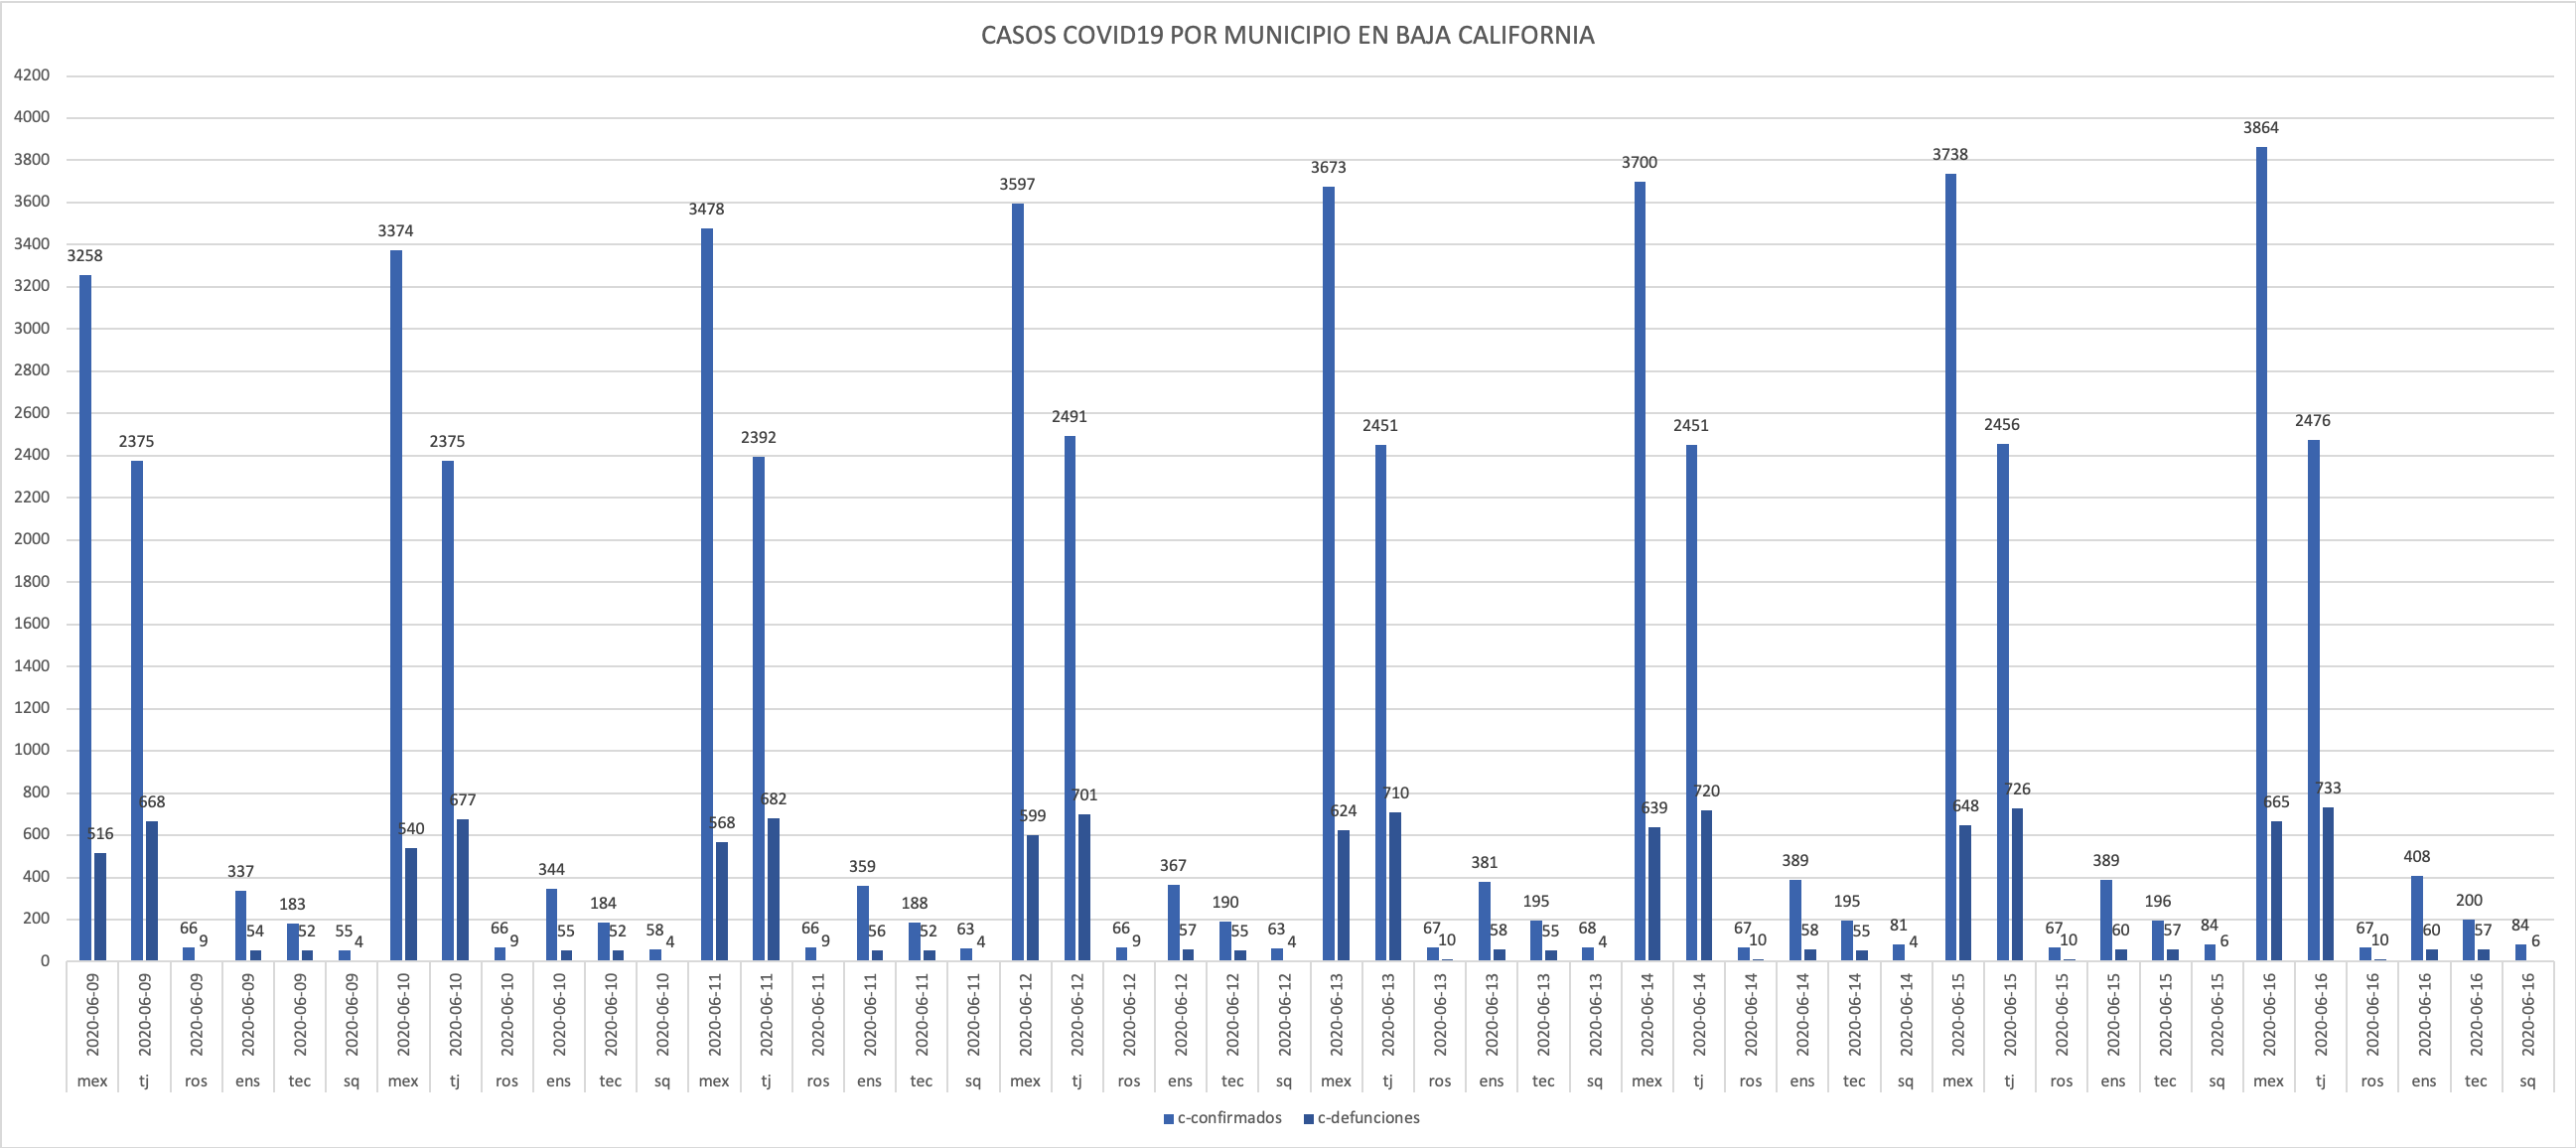 CASOS COVID19 POR MUNICIPIO EN BAJA CALIFORNIA
4200
4000
3800
3600
3400
3200
3000
2800
2600
2400
2200
2000
1800
1600
1400
1200
1000
800
600
400
200
0
3258 516 2375 668 66 9 337 54 183 52 55 4
3374 540 2375 677 66 9 344 55 184 52 58 4
3478 568 2392 682 66 9 359 56 188 52 63 4
3597 599 2491 701 66 9 367 57 190 55 63 4
3673 624 2451 710 67 10 381 58 195 55 68 4
3700 639 2451 720 67 10 389 58 195 55 81 4
3738 648 2456 726 67 10 389 60 196 57 84 6
3864 665 2476 733 67 10 408 60 200 57 84 6
2020-06-09 2020-06-09 2020-06-09 2020-06-09 2020-06-09 2020-06-09 2020-06-10 2020-06-10 2020-06-10 2020-06-10 2020-06-10 2020-06-10 2020-06-11 2020-06-11 2020-06-11 2020-06-11 2020-06-11 2020-06-11 2020-06-12 2020-06-12 2020-06-12 2020-06-12 2020-06-12 2020-06-12 2020-06-13 2020-06-13 2020-06-13 2020-06-13 2020-06-13 2020-06-13 2020-06-14 2020-06-14 2020-06-14 2020-06-14 2020-06-14 2020-06-14 2020-06-15 2020-06-15 2020-06-15 2020-06-15 2020-06-15 2020-06-15 2020-06-16 2020-06-16 2020-06-16 2020-06-16 2020-06-16 2020-06-16
mex tj ros ens tec sq mex tj ros ens tec sq mex tj ros ens tec sq mex tj ros ens tec sq mex tj ros ens tec sq mex tj ros ens tec sq mex tj ros ens tec sq mex tj ros ens tec sq
c-confirmados c-defunciones